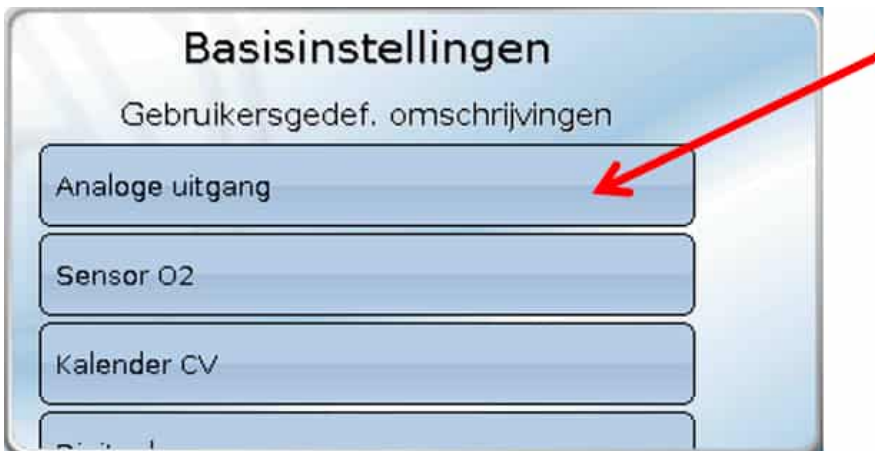 Basisinstellingen
Gebruikersgedef. omschrijvingen
Analoge uitgang
Sensor O2
Kalender CV